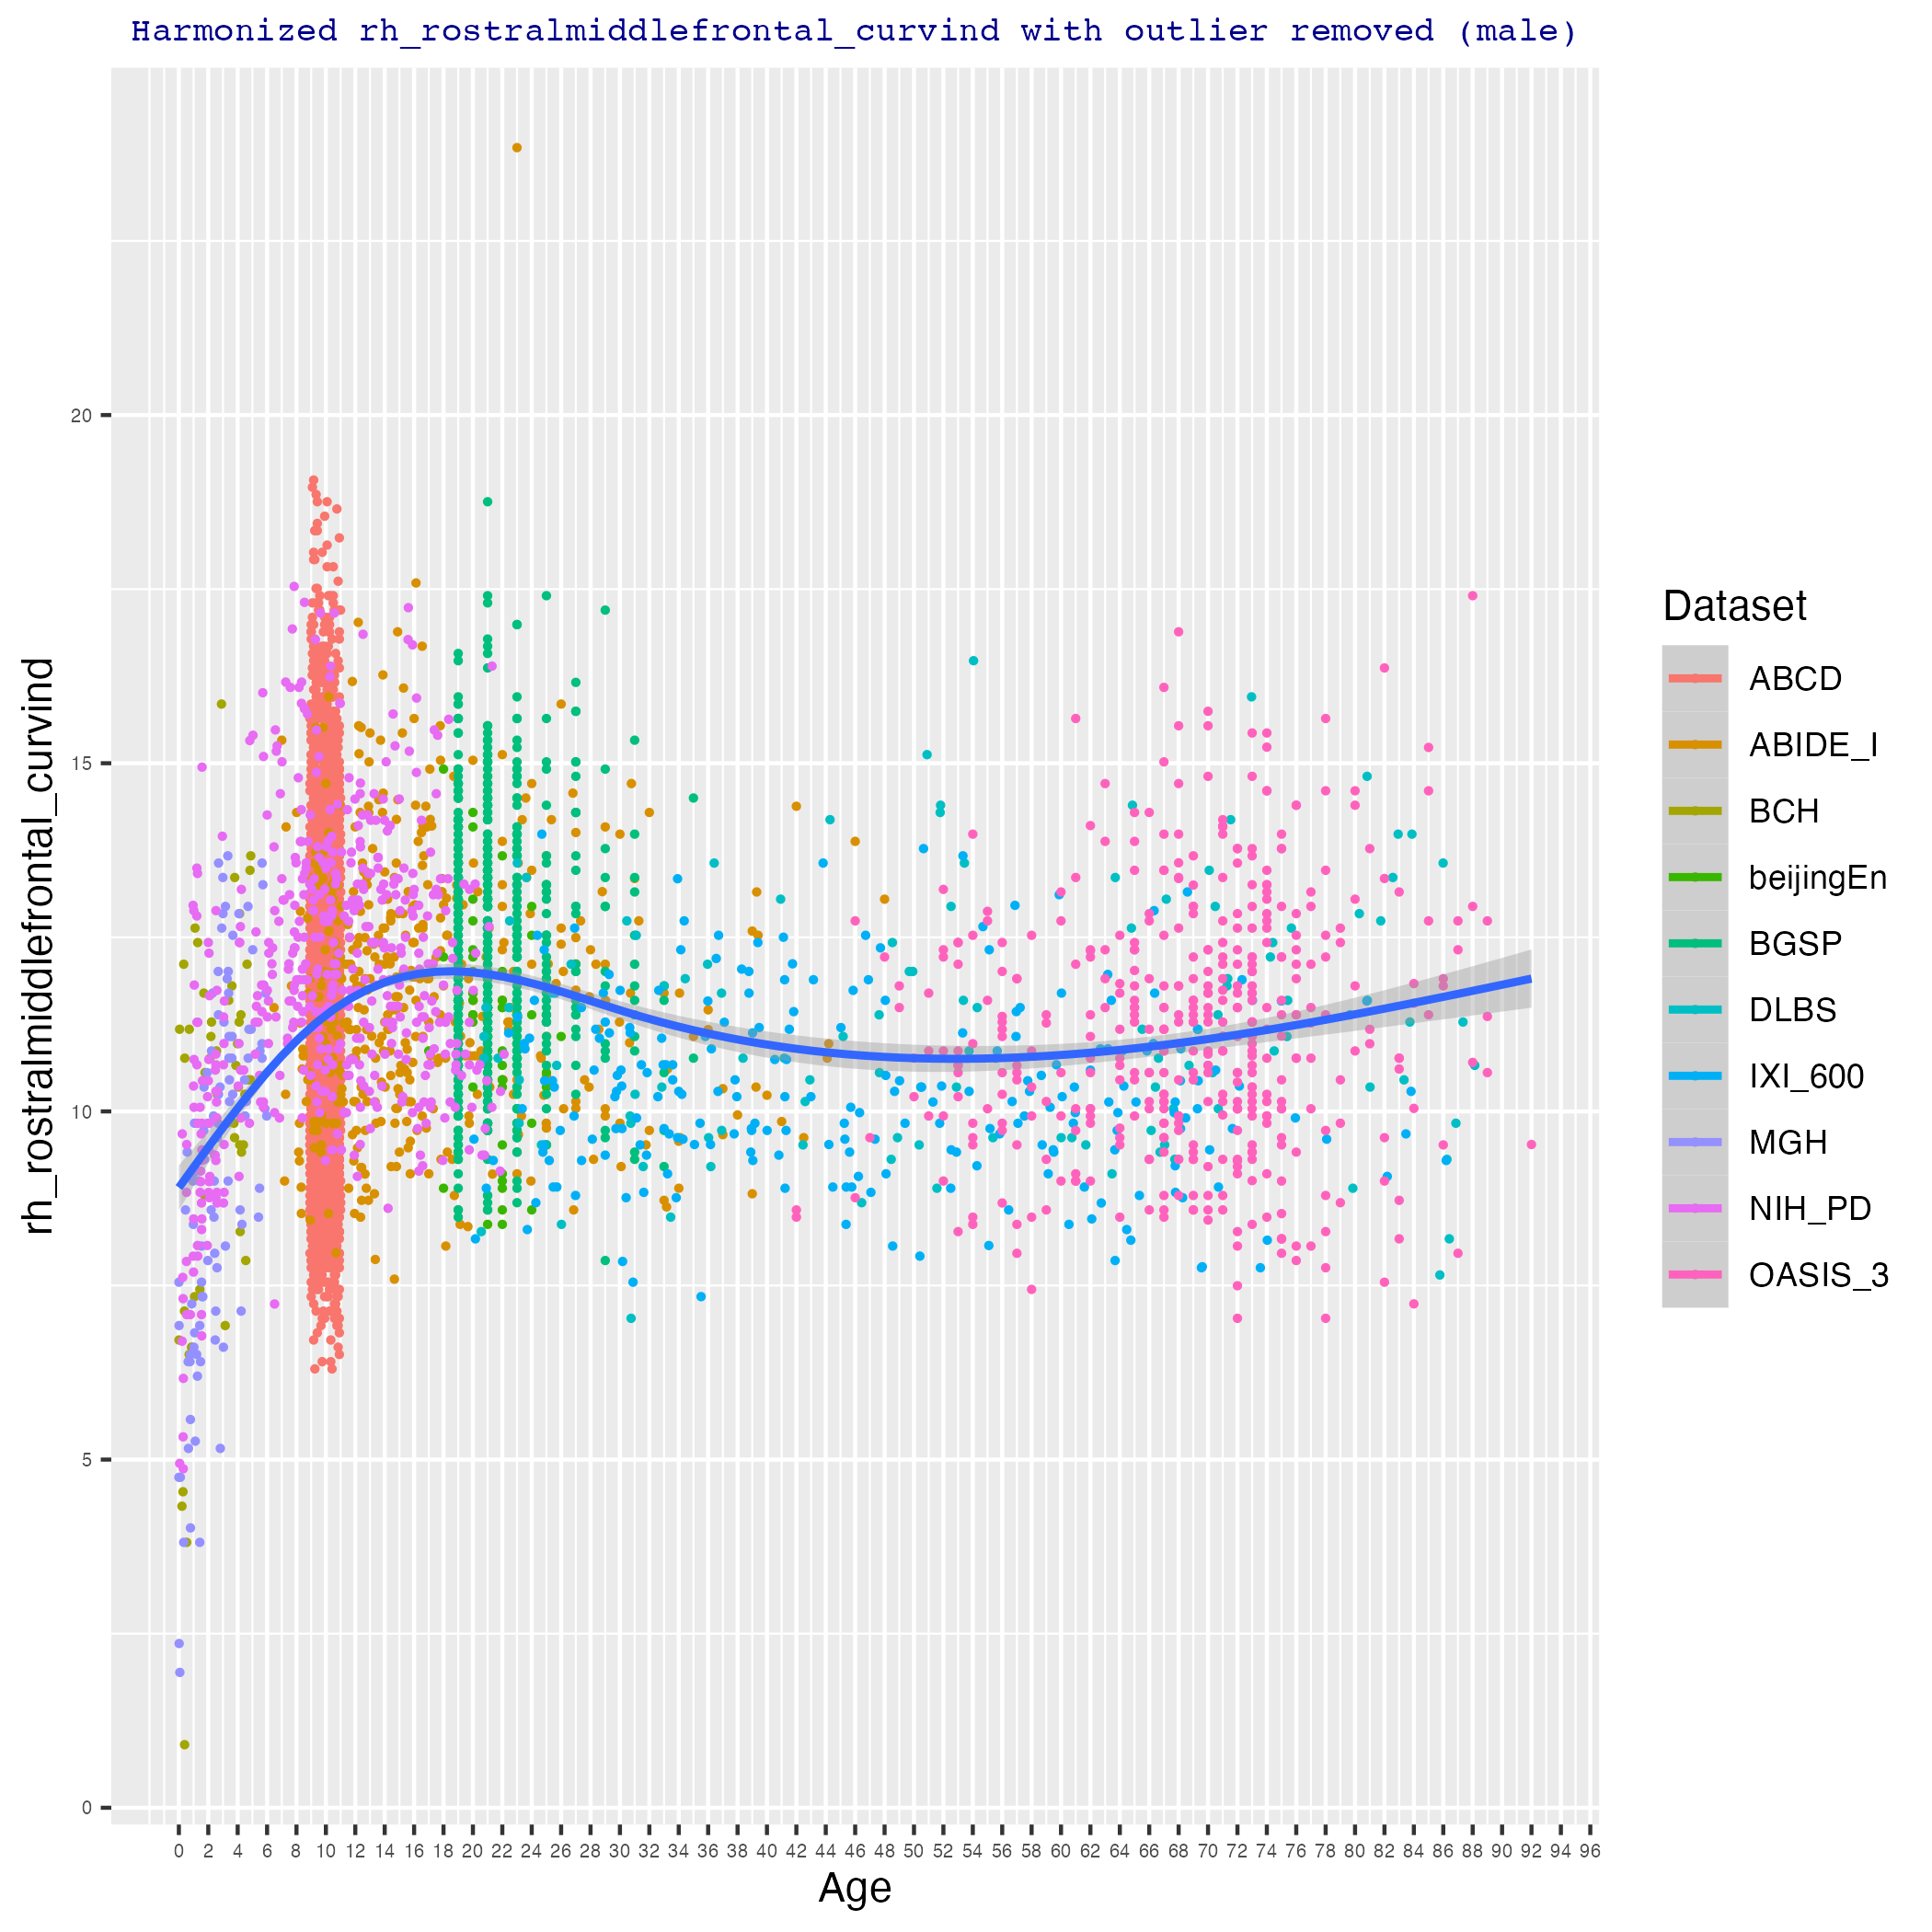 Harmonized rh_rostralmiddlefrontal_curvind with outlier removed (male)
rh_rostralmiddlefrontal_curvind
20
15
10
5
0
0 2 4 6 8 10 12 14 16 18 20 22 24 26 28 30 32 34 36 38 40 42 44 46 48 50 52 54 56 58 60 62 64 66 68 70 72 74 76 78 80 82 84 86 88 90 92 94 96
Age
Dataset
ABCD
ABIDE_I
BCH
beijingEn
BGSP
DLBS
IXI_600
MGH
NIH_PD
OASIS_3